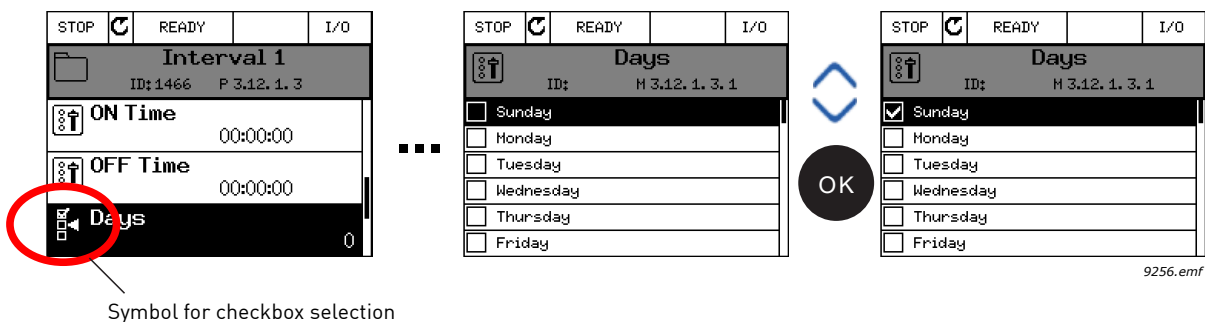 STOP READY I/O
Interval 1
ID:1466 P 3.12.1.3
ON Time
00:00:00
OFF Time
00:00:00
Days
0
Symbol for checkbox selection
STOP READY I/O
Days
ID: M 3.12.1.3.1
Sunday
Monday
Tuesday
Wednesday
Thursday
Friday
OK
STOP READY I/O
Days
ID: M 3.12.1.3.1
Sunday
Monday
Tuesday
Wednesday
Thursday
Friday
9256.emf